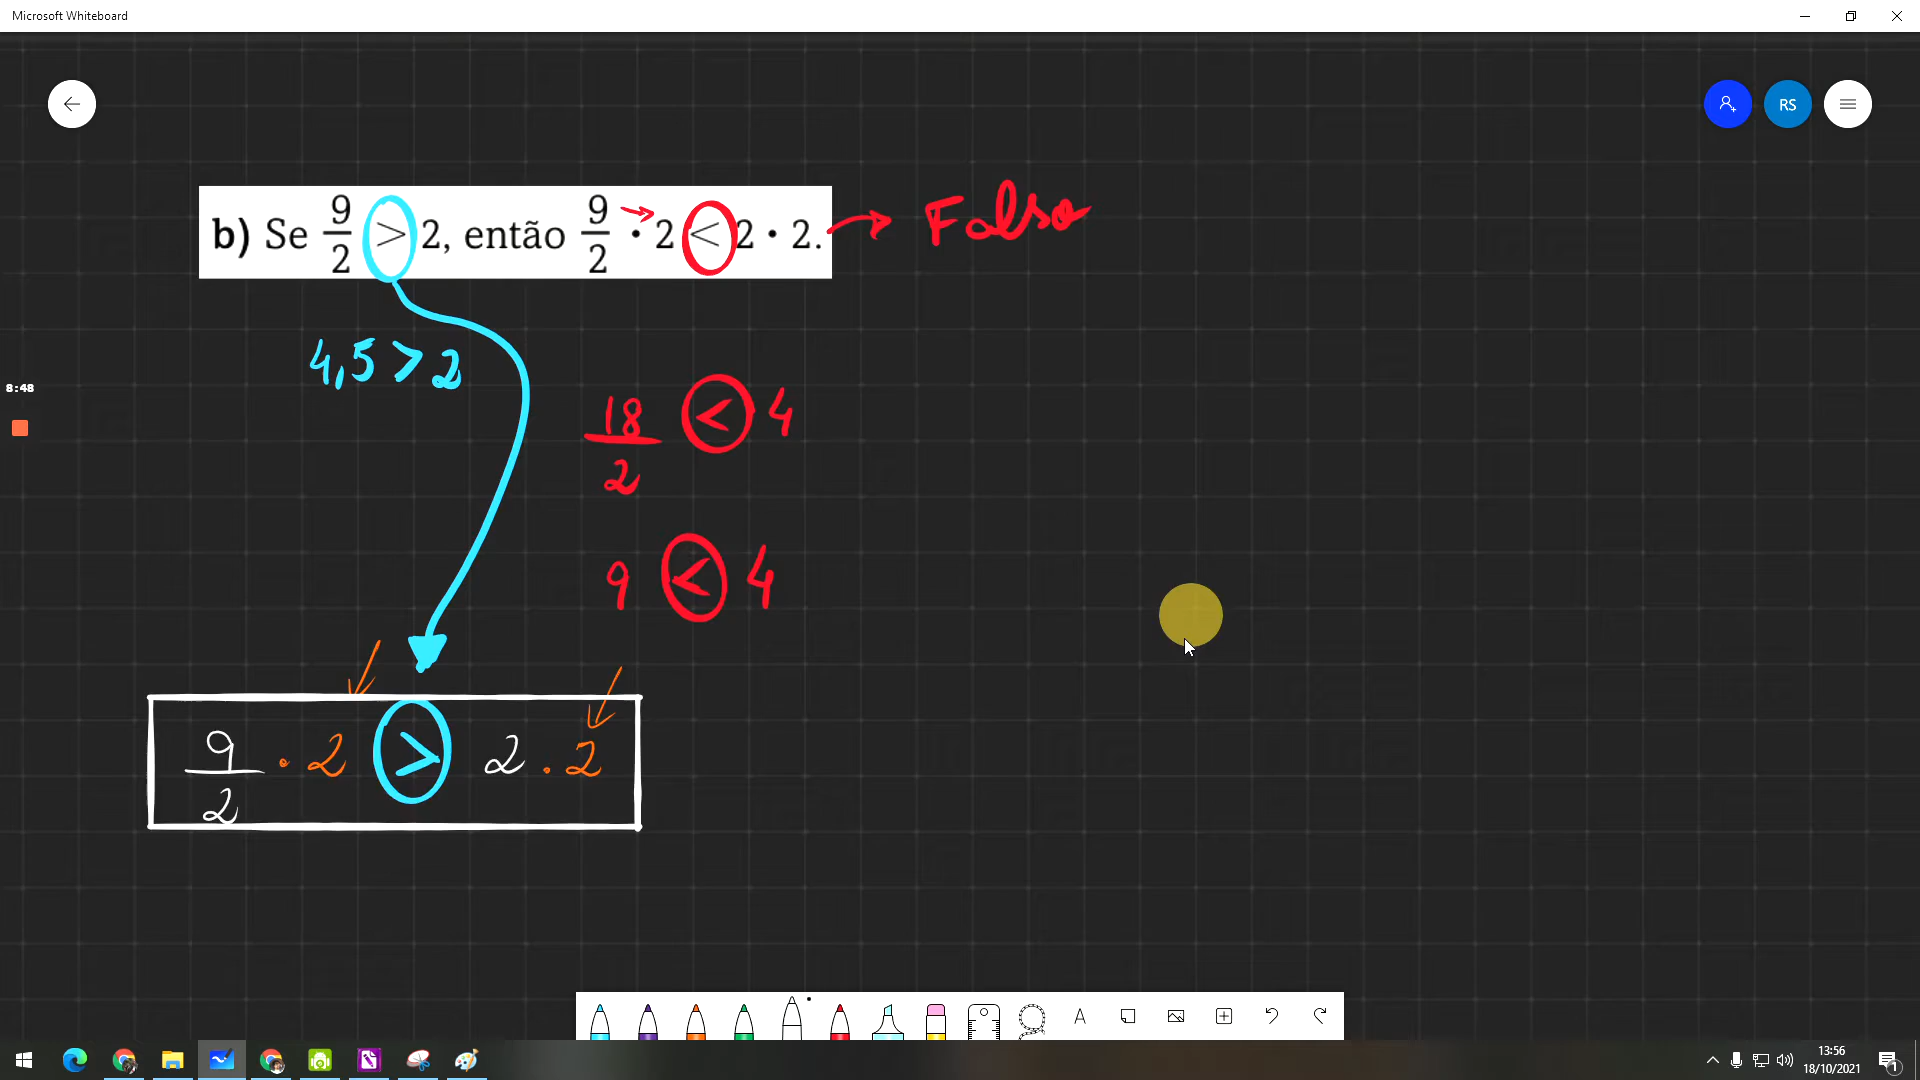 Microsoft Whiteboard
RS
b) Se 9/2 > 2, então 9/2 · 2 < 2 · 2. → Falso
4,5 > 2
8:48
18/2 < 4
9 < 4
9/2 · 2 > 2 · 2
A
13:56
18/10/2021
1